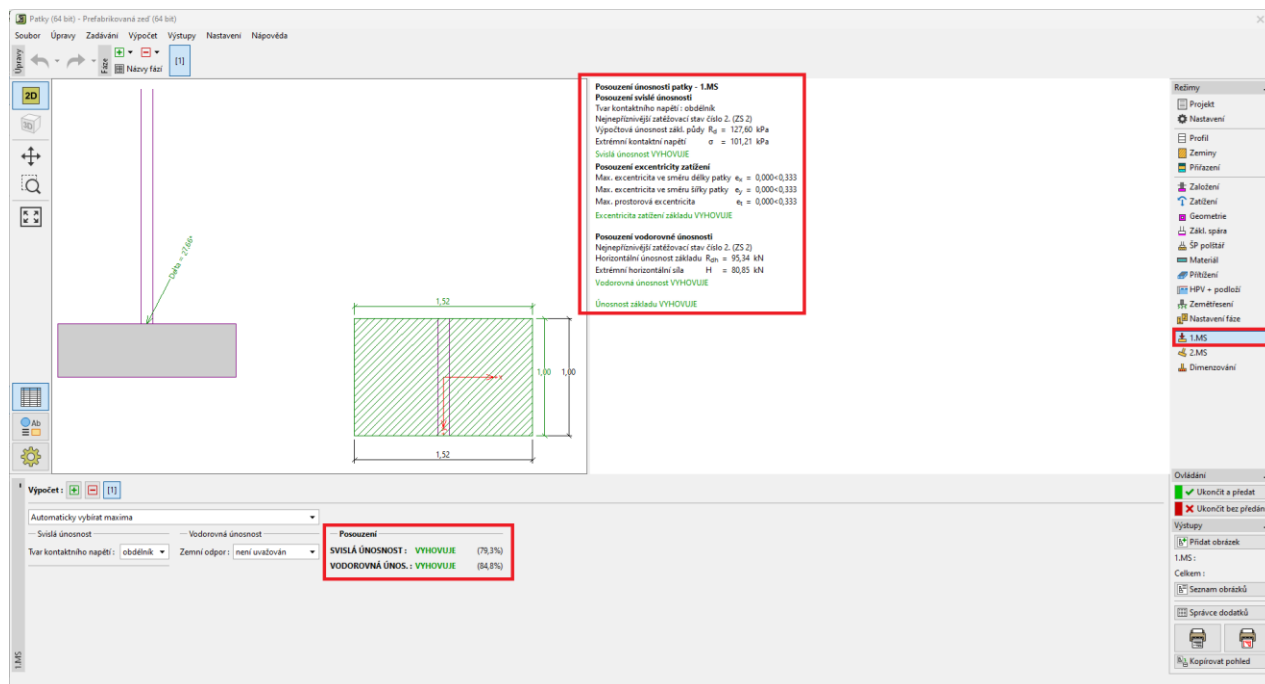 Patky (64 bit) - Prefabrikovaná zeď (64 bit)
Soubor Úpravy Zadávání Výpočet Výstupy Nastavení Nápověda
Úpravy
Fáze
Názvy fází
[1]
2D
3D
Ab
Delta = 27,66°
1,52
1,00
1,00
+x
1,52
Posouzení únosnosti patky - 1.MS
Posouzení svislé únosnosti
Tvar kontaktního napětí : obdélník
Nejnepříznivější zatěžovací stav číslo 2. (ZS 2)
Výpočtová únosnost zákl. půdy Rd = 127,60 kPa
Extrémní kontaktní napětí σ = 101,21 kPa
Svislá únosnost VYHOVUJE
Posouzení excentricity zatížení
Max. excentricita ve směru délky patky ex = 0,000<0,333
Max. excentricita ve směru šířky patky ey = 0,000<0,333
Max. prostorová excentricita et = 0,000<0,333
Excentricita zatížení základu VYHOVUJE
Posouzení vodorovné únosnosti
Nejnepříznivější zatěžovací stav číslo 2. (ZS 2)
Horizontální únosnost základu Rdh = 95,34 kN
Extrémní horizontální síla H = 80,85 kN
Vodorovná únosnost VYHOVUJE
Únosnost základu VYHOVUJE
Režimy
Projekt
Nastavení
Profil
Zeminy
Přiřazení
Založení
Zatížení
Geometrie
Zákl. spára
ŠP polštář
Materiál
Přitížení
HPV + podloží
Zemětřesení
Nastavení fáze
1.MS
2.MS
Dimenzování
Výpočet : [1]
Automaticky vybírat maxima
Svislá únosnost
Tvar kontaktního napětí : obdélník
Vodorovná únosnost
Zemní odpor : není uvažován
Posouzení
SVISLÁ ÚNOSNOST : VYHOVUJE (79,3%)
VODOROVNÁ ÚNOS. : VYHOVUJE (84,8%)
1.MS
Ovládání
Ukončit a předat
Ukončit bez předán
Výstupy
Přidat obrázek
1.MS :
Celkem :
Seznam obrázků
Správce dodatků
Kopírovat pohled